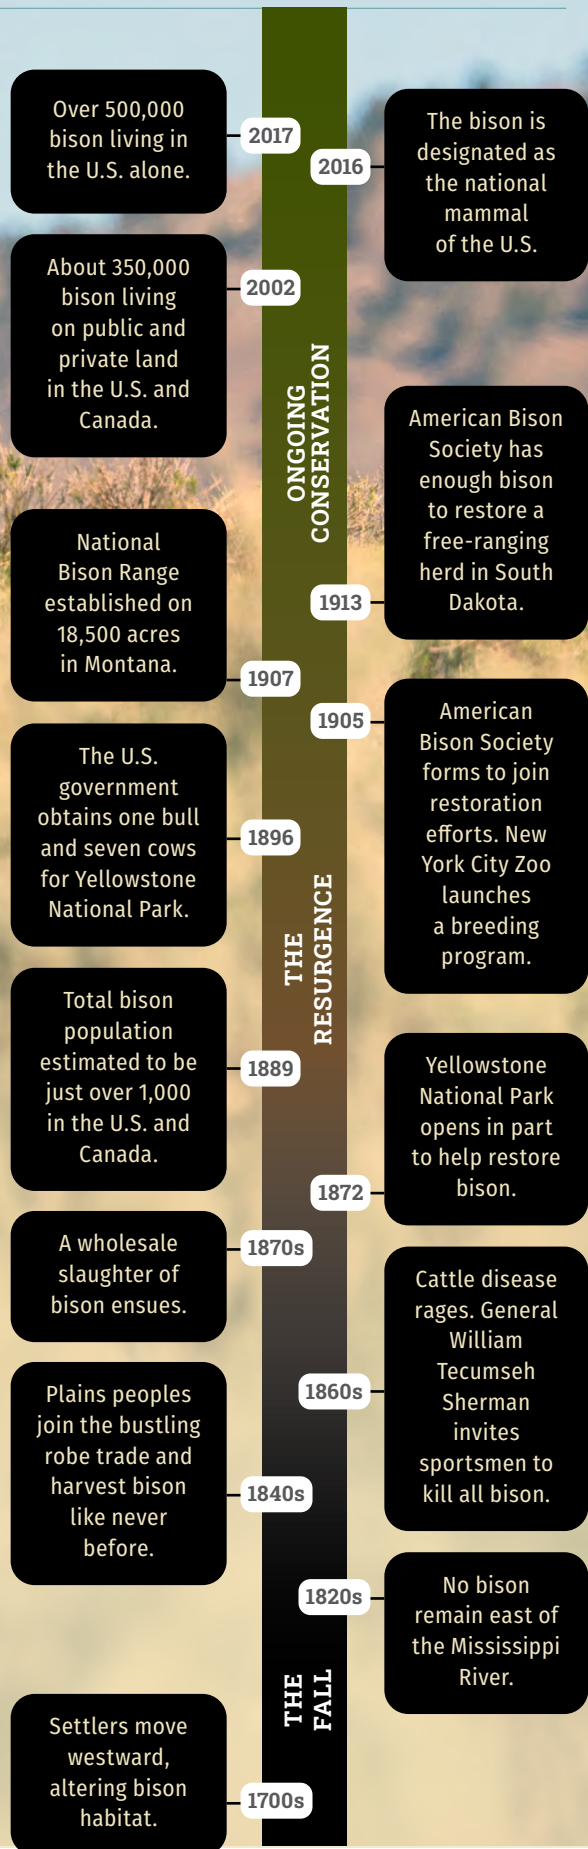 Over 500,000
bison living in
the U.S. alone.
2017
2016
The bison is
designated as
the national
mammal
of the U.S.
About 350,000
bison living
on public and
private land
in the U.S. and
Canada.
2002
ONGOING
CONSERVATION
American Bison
Society has
enough bison
to restore a
free-ranging
herd in South
Dakota.
1913
National
Bison Range
established on
18,500 acres
in Montana.
1907
1905
American
Bison Society
forms to join
restoration
efforts. New
York City Zoo
launches
a breeding
program.
The U.S.
government
obtains one bull
and seven cows
for Yellowstone
National Park.
1896
THE
RESURGENCE
Total bison
population
estimated to be
just over 1,000
in the U.S. and
Canada.
1889
1872
Yellowstone
National Park
opens in part
to help restore
bison.
A wholesale
slaughter of
bison ensues.
1870s
1860s
Cattle disease
rages. General
William
Tecumseh
Sherman
invites
sportsmen to
kill all bison.
Plains peoples
join the bustling
robe trade and
harvest bison
like never
before.
1840s
1820s
No bison
remain east of
the Mississippi
River.
THE
FALL
Settlers move
westward,
altering bison
habitat.
1700s